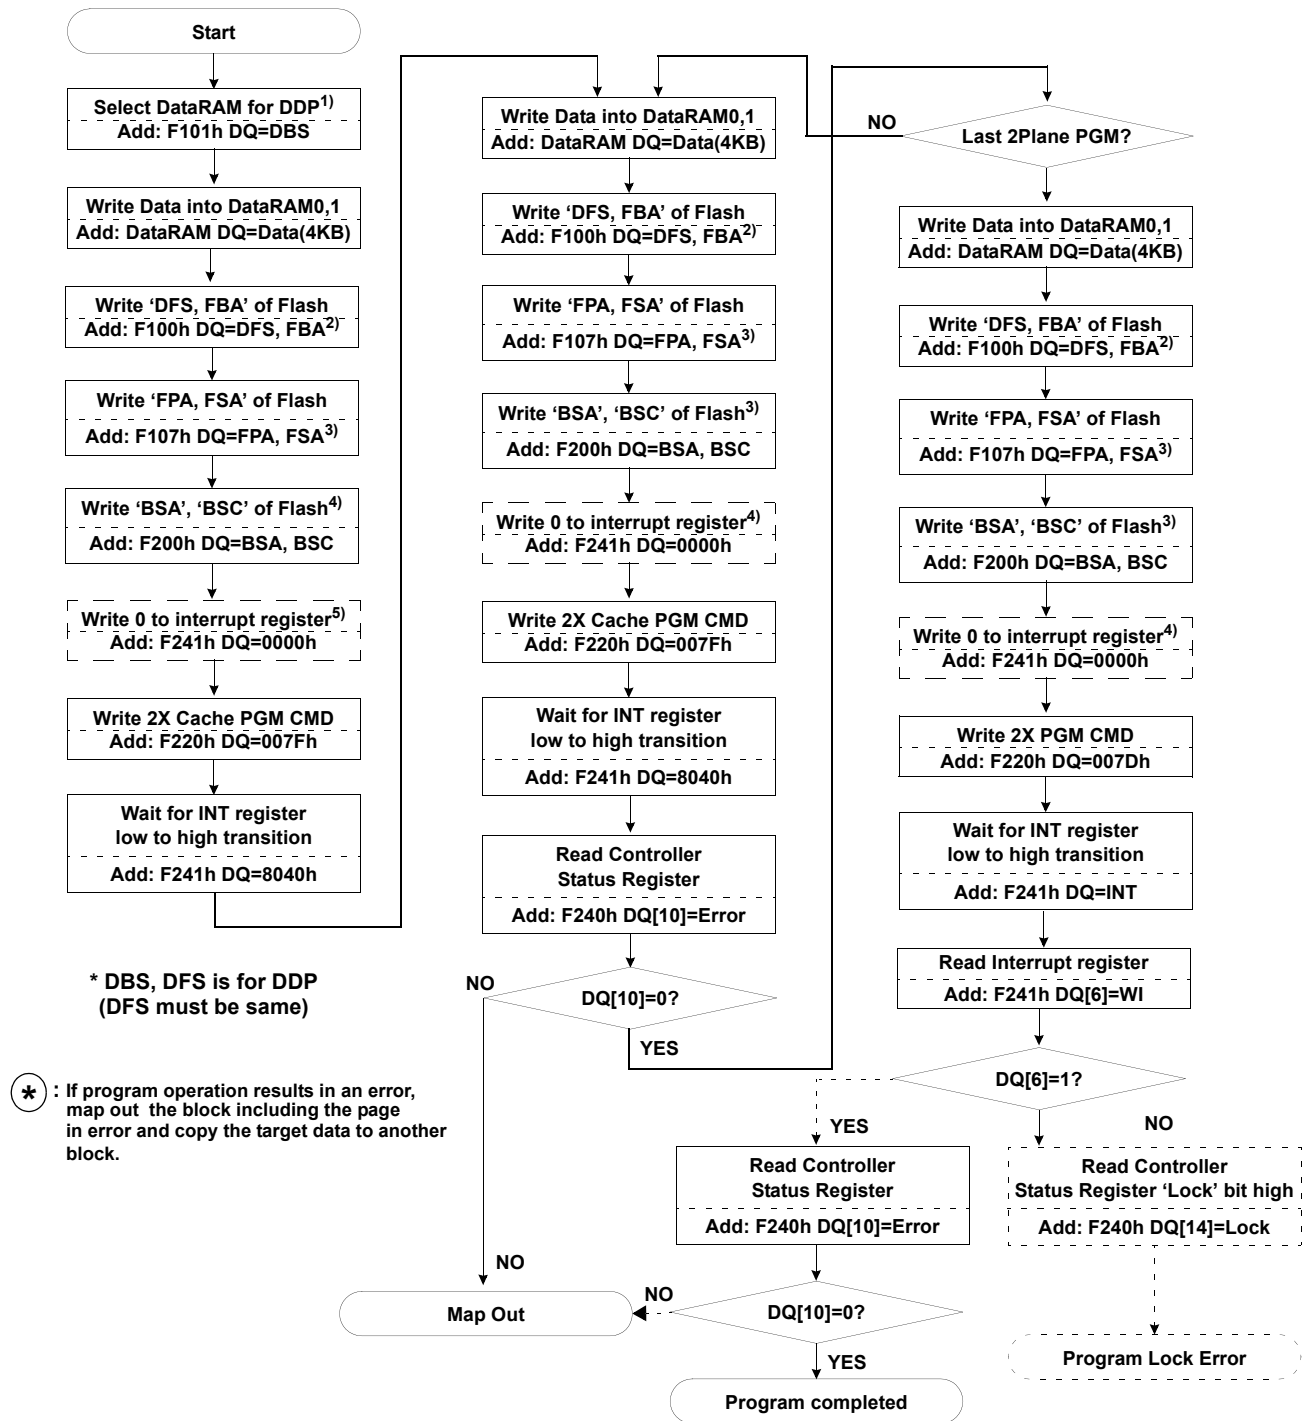 Start
Select DataRAM for DDP1)
Add: F101h DQ=DBS
Write Data into DataRAM0,1
Add: DataRAM DQ=Data(4KB)
Write ‘DFS, FBA’ of Flash
Add: F100h DQ=DFS, FBA2)
Write ‘FPA, FSA’ of Flash
Add: F107h DQ=FPA, FSA3)
Write ‘BSA’, ‘BSC’ of Flash4)
Add: F200h DQ=BSA, BSC
Write 0 to interrupt register5)
Add: F241h DQ=0000h
Write 2X Cache PGM CMD
Add: F220h DQ=007Fh
Wait for INT register
low to high transition
Add: F241h DQ=8040h
* DBS, DFS is for DDP
(DFS must be same)
* : If program operation results in an error,
map out the block including the page
in error and copy the target data to another
block.
Write Data into DataRAM0,1
Add: DataRAM DQ=Data(4KB)
Write ‘DFS, FBA’ of Flash
Add: F100h DQ=DFS, FBA2)
Write ‘FPA, FSA’ of Flash
Add: F107h DQ=FPA, FSA3)
Write ‘BSA’, ‘BSC’ of Flash3)
Add: F200h DQ=BSA, BSC
Write 0 to interrupt register4)
Add: F241h DQ=0000h
Write 2X Cache PGM CMD
Add: F220h DQ=007Fh
Wait for INT register
low to high transition
Add: F241h DQ=8040h
Read Controller
Status Register
Add: F240h DQ[10]=Error
NO
DQ[10]=0?
YES
NO
Map Out
NO
Last 2Plane PGM?
Write Data into DataRAM0,1
Add: DataRAM DQ=Data(4KB)
Write ‘DFS, FBA’ of Flash
Add: F100h DQ=DFS, FBA2)
Write ‘FPA, FSA’ of Flash
Add: F107h DQ=FPA, FSA3)
Write ‘BSA’, ‘BSC’ of Flash3)
Add: F200h DQ=BSA, BSC
Write 0 to interrupt register4)
Add: F241h DQ=0000h
Write 2X PGM CMD
Add: F220h DQ=007Dh
Wait for INT register
low to high transition
Add: F241h DQ=INT
Read Interrupt register
Add: F241h DQ[6]=WI
DQ[6]=1?
YES
NO
Read Controller
Status Register
Add: F240h DQ[10]=Error
Read Controller
Status Register ‘Lock’ bit high
Add: F240h DQ[14]=Lock
NO
DQ[10]=0?
YES
Program completed
Program Lock Error